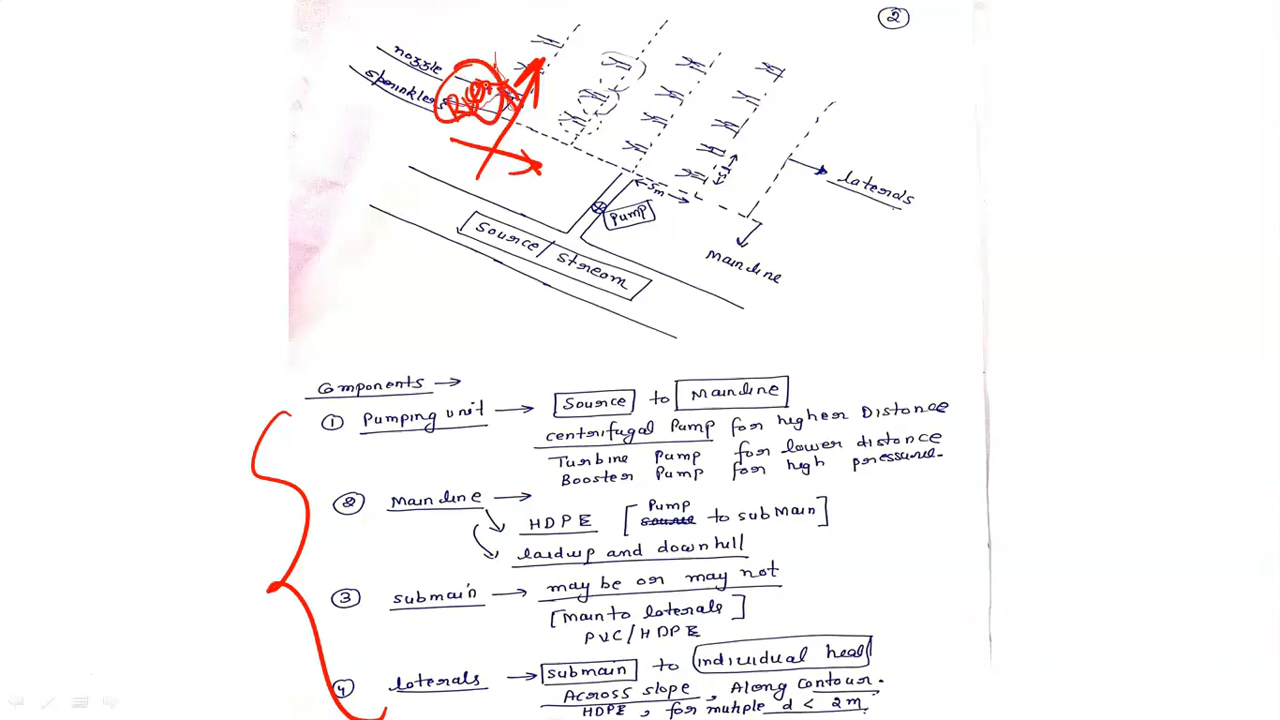 2
nozzle
sprinklers
Riser
5m
laterals
Pump
Source/stream
Mainline
Components →
① Pumping unit → Source to Mainline
centrifugal Pump for higher Distance
Turbine Pump for lower distance
Booster Pump for high pressure.
② Mainline →
HDPE [Pump source to submain]
laidup and downhill
③ submain → may be or may not
[main to laterals]
PVC/HDPE
④ laterals → submain to individual head
Across slope, Along contour.
HDPE, for multiple d < 2m.